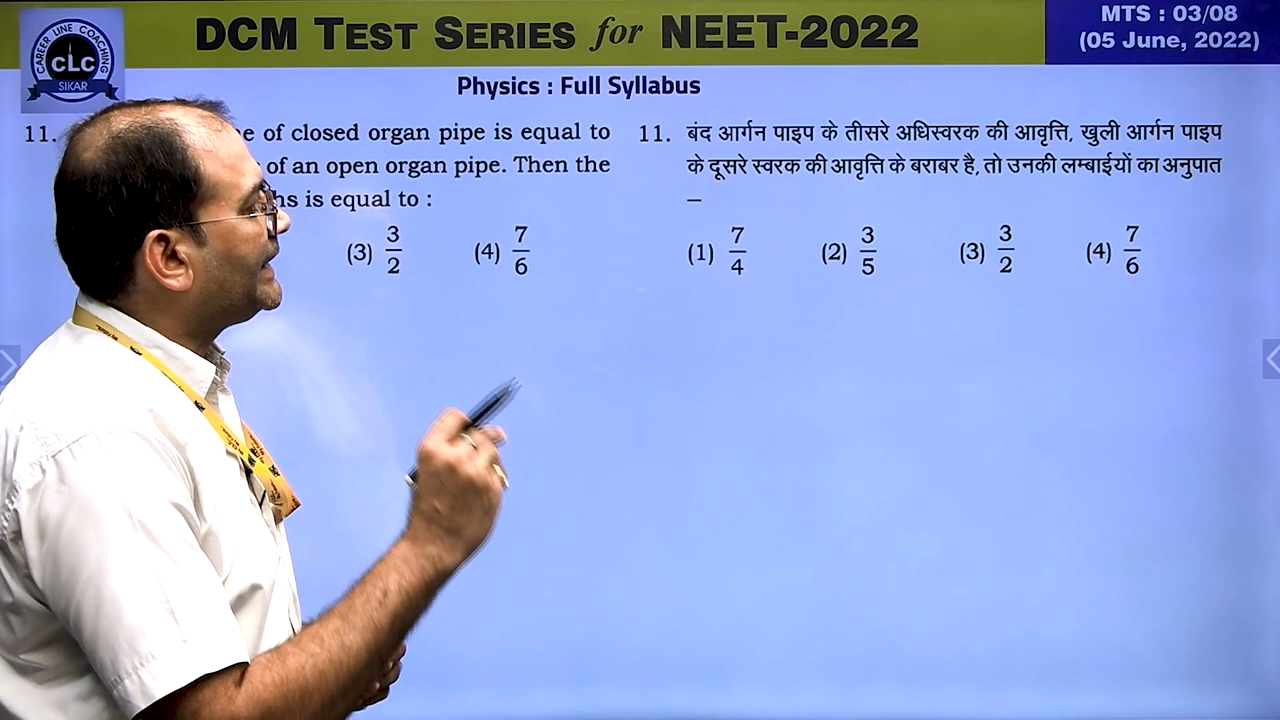 DCM TEST SERIES for NEET-2022
MTS : 03/08
(05 June, 2022)
CAREER LINE COACHING
CLC
SIKAR
Physics : Full Syllabus
11. of closed organ pipe is equal to
of an open organ pipe. Then the
is equal to :
(3) 3/2 (4) 7/6
11. बंद आर्गन पाइप के तीसरे अधिस्वरक की आवृत्ति, खुली आर्गन पाइप
के दूसरे स्वरक की आवृत्ति के बराबर है, तो उनकी लम्बाईयों का अनुपात
–
(1) 7/4 (2) 3/5 (3) 3/2 (4) 7/6